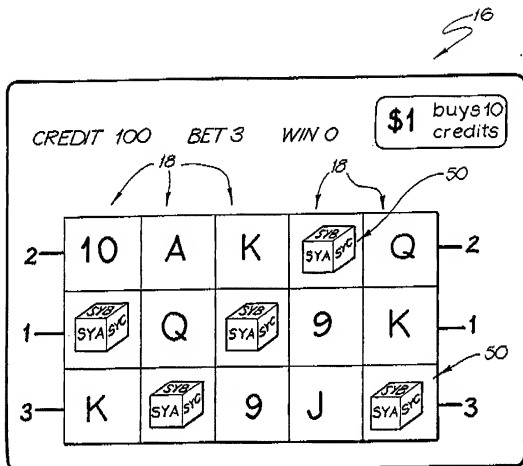 16
$1 buys 10 credits
CREDIT 100 BET 3 WIN 0
18 18 50
2 10 A K SYB SYA SYC Q 2
1 SYB SYA SYC Q SYB SYA SYC 9 K 1
50
3 K SYB SYA SYC 9 J SYB SYA SYC 3